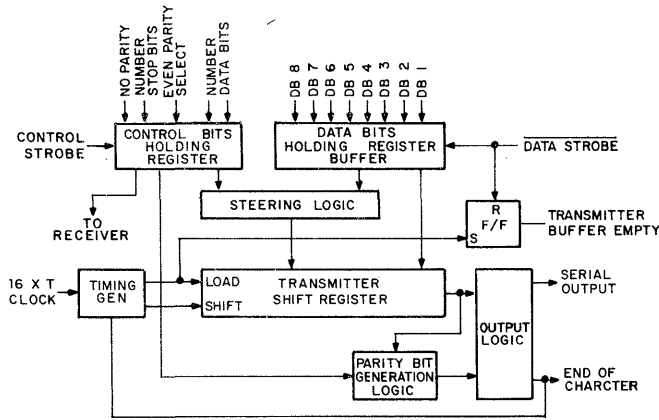 NO PARITY
NUMBER
STOP BITS
EVEN PARITY
SELECT
NUMBER
DATA BITS
DB 8
DB 7
DB 6
DB 5
DB 4
DB 3
DB 2
DB 1
CONTROL
STROBE
CONTROL BITS
HOLDING
REGISTER
DATA BITS
HOLDING REGISTER
BUFFER
DATA STROBE
TO
RECEIVER
STEERING LOGIC
R
F/F
S
TRANSMITTER
BUFFER EMPTY
16 X T
CLOCK
TIMING
GEN
LOAD
SHIFT
TRANSMITTER
SHIFT REGISTER
SERIAL
OUTPUT
OUTPUT
LOGIC
PARITY BIT
GENERATION
LOGIC
END OF
CHARCTER